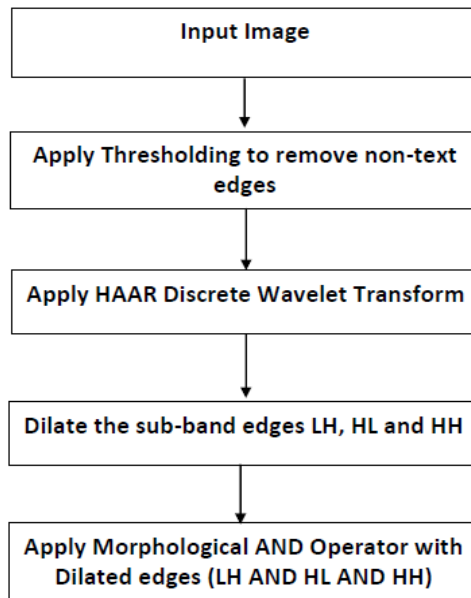 Input Image
Apply Thresholding to remove non-text
edges
Apply HAAR Discrete Wavelet Transform
Dilate the sub-band edges LH, HL and HH
Apply Morphological AND Operator with
Dilated edges (LH AND HL AND HH)